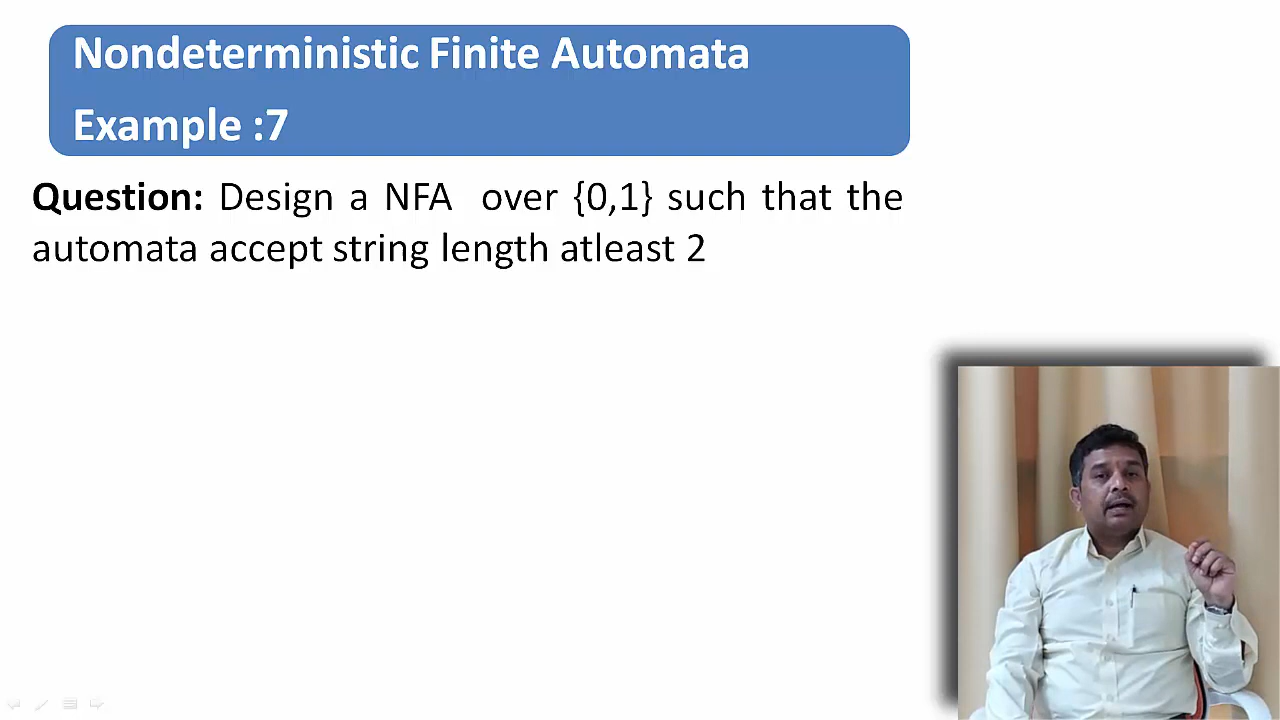 Nondeterministic Finite Automata
Example :7
Question: Design a NFA over {0,1} such that the
automata accept string length atleast 2